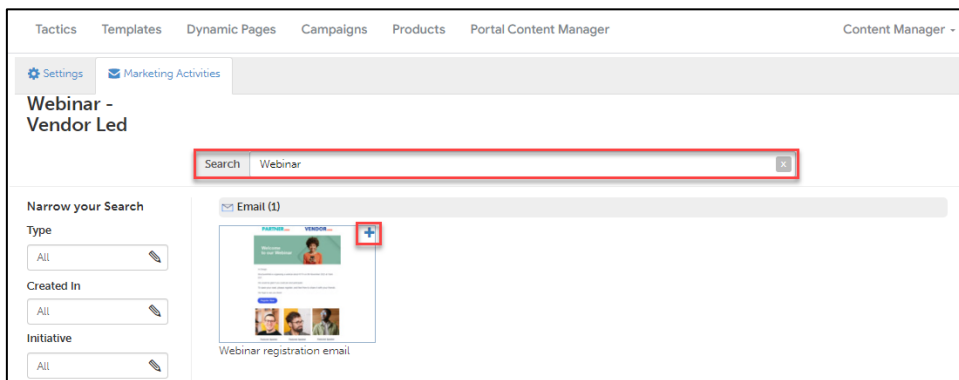 Tactics Templates Dynamic Pages Campaigns Products Portal Content Manager Content Manager
Settings Marketing Activities
Webinar -
Vendor Led
Search Webinar x
Narrow your Search
Email (1)
Type
All
Created In
All
Initiative
All
PARTNER VENDOR
Welcome
to our Webinar
Webinar registration email